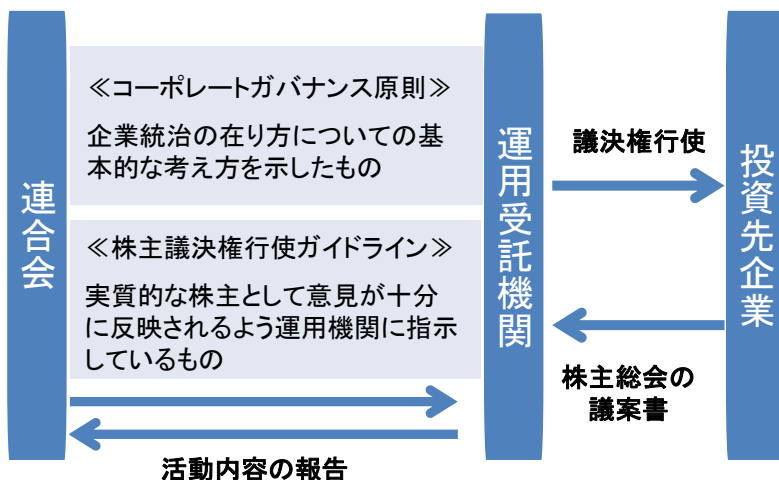 連合会
≪コーポレートガバナンス原則≫
企業統治の在り方についての基
本的な考え方を示したもの
≪株主議決権行使ガイドライン≫
実質的な株主として意見が十分
に反映されるよう運用機関に指示
しているもの
活動内容の報告
運用受託機関
議決権行使
株主総会の
議案書
投資先企業